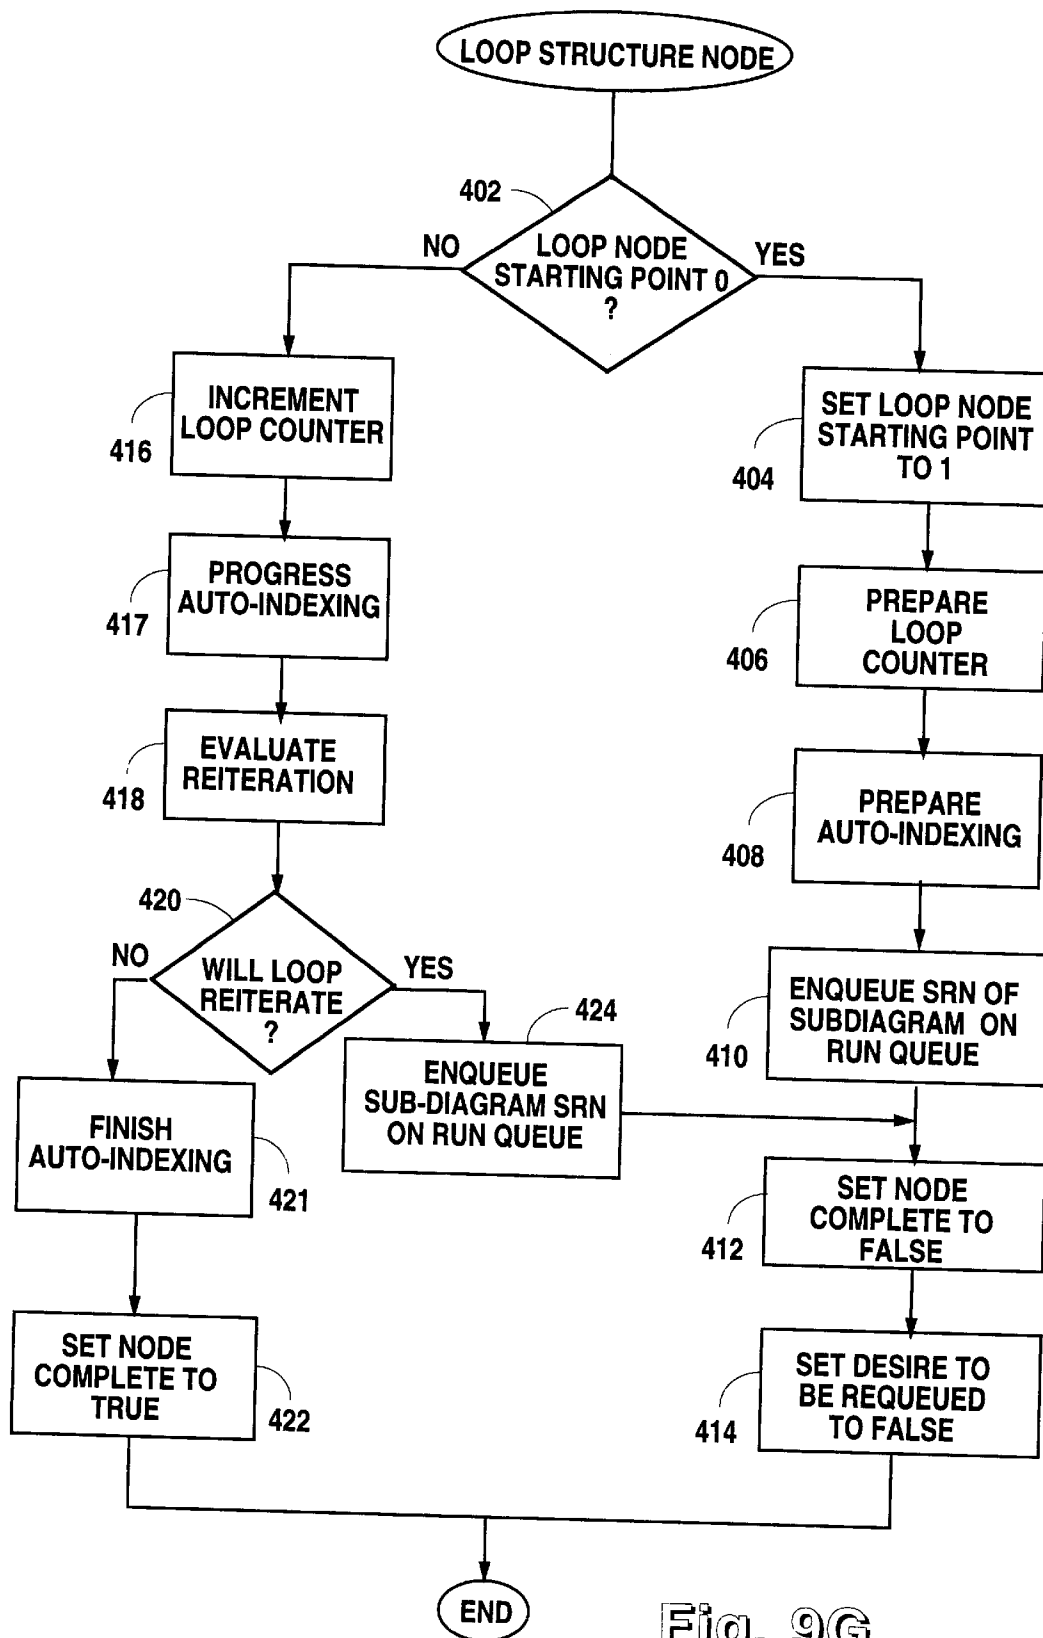 LOOP STRUCTURE NODE
402
LOOP NODE
STARTING POINT 0
?
NO
YES
INCREMENT
LOOP COUNTER
416
SET LOOP NODE
STARTING POINT
TO 1
404
PROGRESS
AUTO-INDEXING
417
PREPARE
LOOP
COUNTER
406
EVALUATE
REITERATION
418
PREPARE
AUTO-INDEXING
408
420
WILL LOOP
REITERATE
?
NO
YES
424
ENQUEUE
SUB-DIAGRAM SRN
ON RUN QUEUE
ENQUEUE SRN OF
SUBDIAGRAM ON
RUN QUEUE
410
FINISH
AUTO-INDEXING
421
SET NODE
COMPLETE TO
FALSE
412
SET NODE
COMPLETE TO
TRUE
422
SET DESIRE TO
BE REQUEUED
TO FALSE
414
END
Fig. 9G